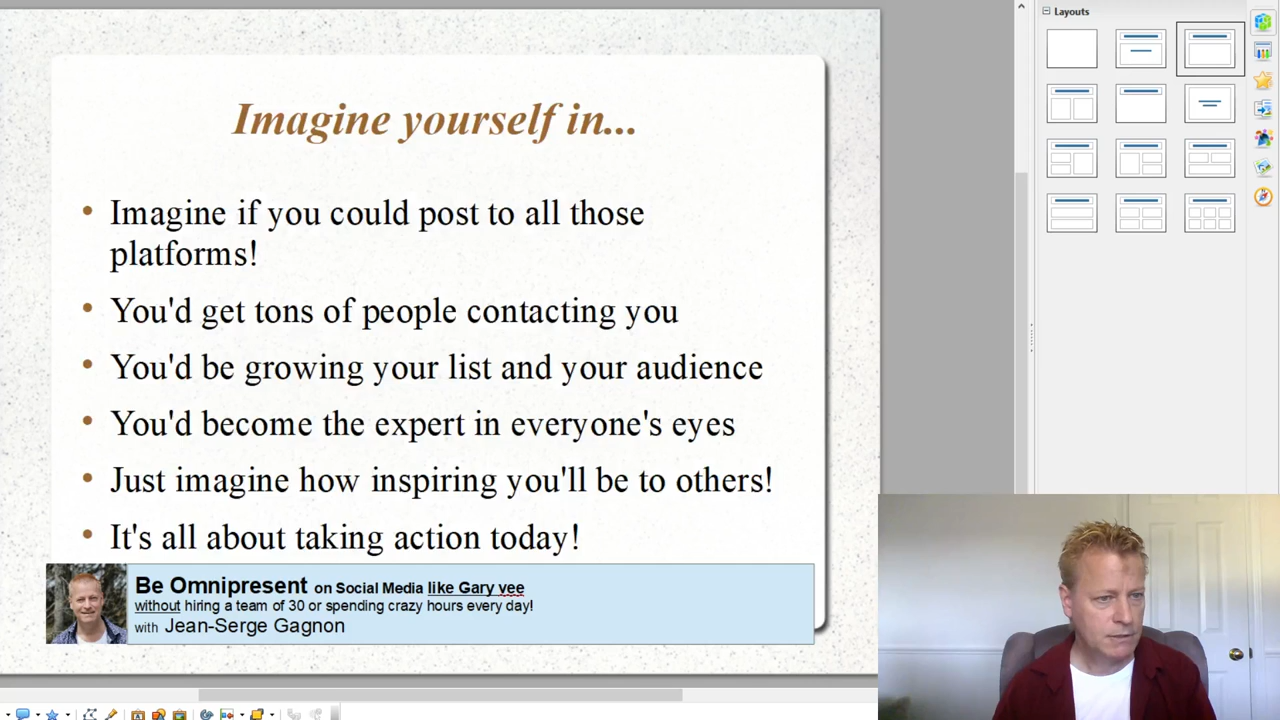 Layouts
Imagine yourself in...
• Imagine if you could post to all those
platforms!
• You'd get tons of people contacting you
• You'd be growing your list and your audience
• You'd become the expert in everyone's eyes
• Just imagine how inspiring you'll be to others!
• It's all about taking action today!
Be Omnipresent on Social Media like Gary vee
without hiring a team of 30 or spending crazy hours every day!
with Jean-Serge Gagnon